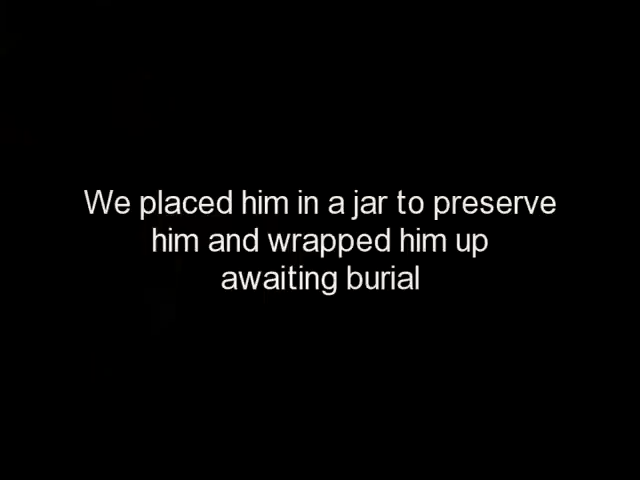 We placed him in a jar to preserve
him and wrapped him up
awaiting burial